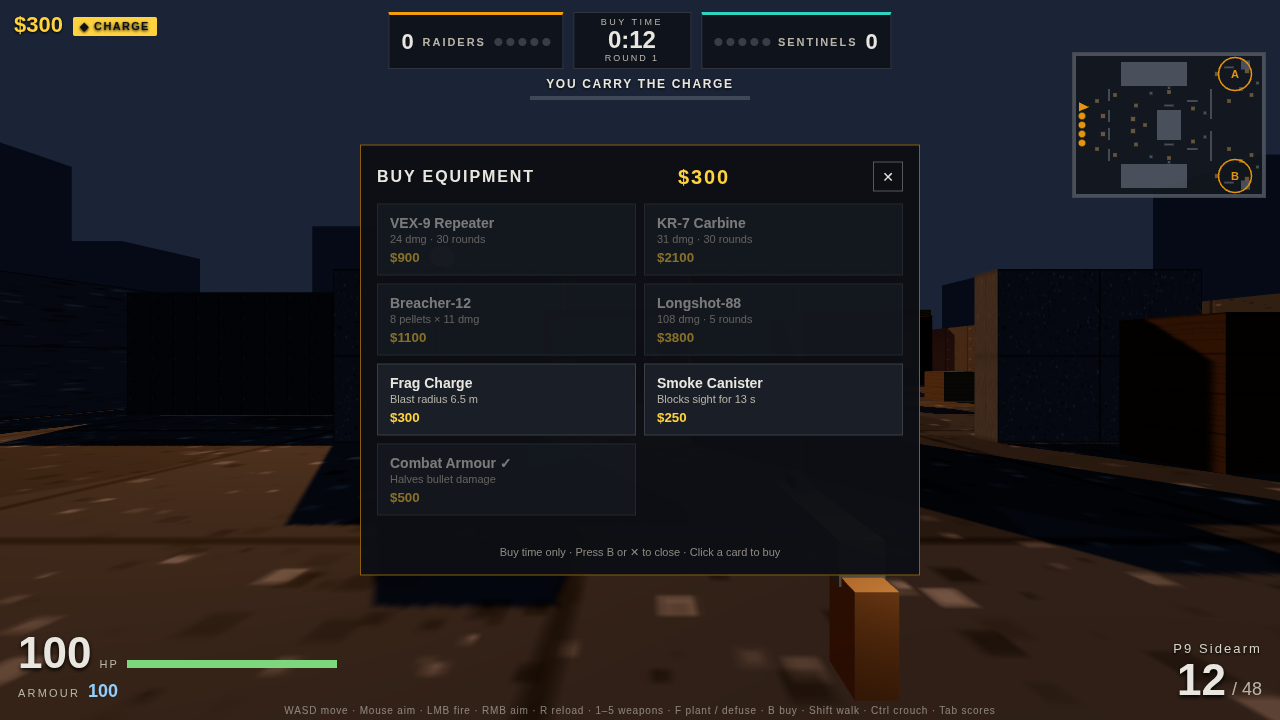 $300 ◆ CHARGE
0 RAIDERS
BUY TIME
0:12
ROUND 1
SENTINELS 0
YOU CARRY THE CHARGE
A
B
BUY EQUIPMENT $300 ✕
VEX-9 Repeater
24 dmg · 30 rounds
$900
KR-7 Carbine
31 dmg · 30 rounds
$2100
Breacher-12
8 pellets × 11 dmg
$1100
Longshot-88
108 dmg · 5 rounds
$3800
Frag Charge
Blast radius 6.5 m
$300
Smoke Canister
Blocks sight for 13 s
$250
Combat Armour ✓
Halves bullet damage
$500
Buy time only · Press B or ✕ to close · Click a card to buy
100 HP
ARMOUR 100
P9 Sidearm
12 / 48
WASD move · Mouse aim · LMB fire · RMB aim · R reload · 1–5 weapons · F plant / defuse · B buy · Shift walk · Ctrl crouch · Tab scores